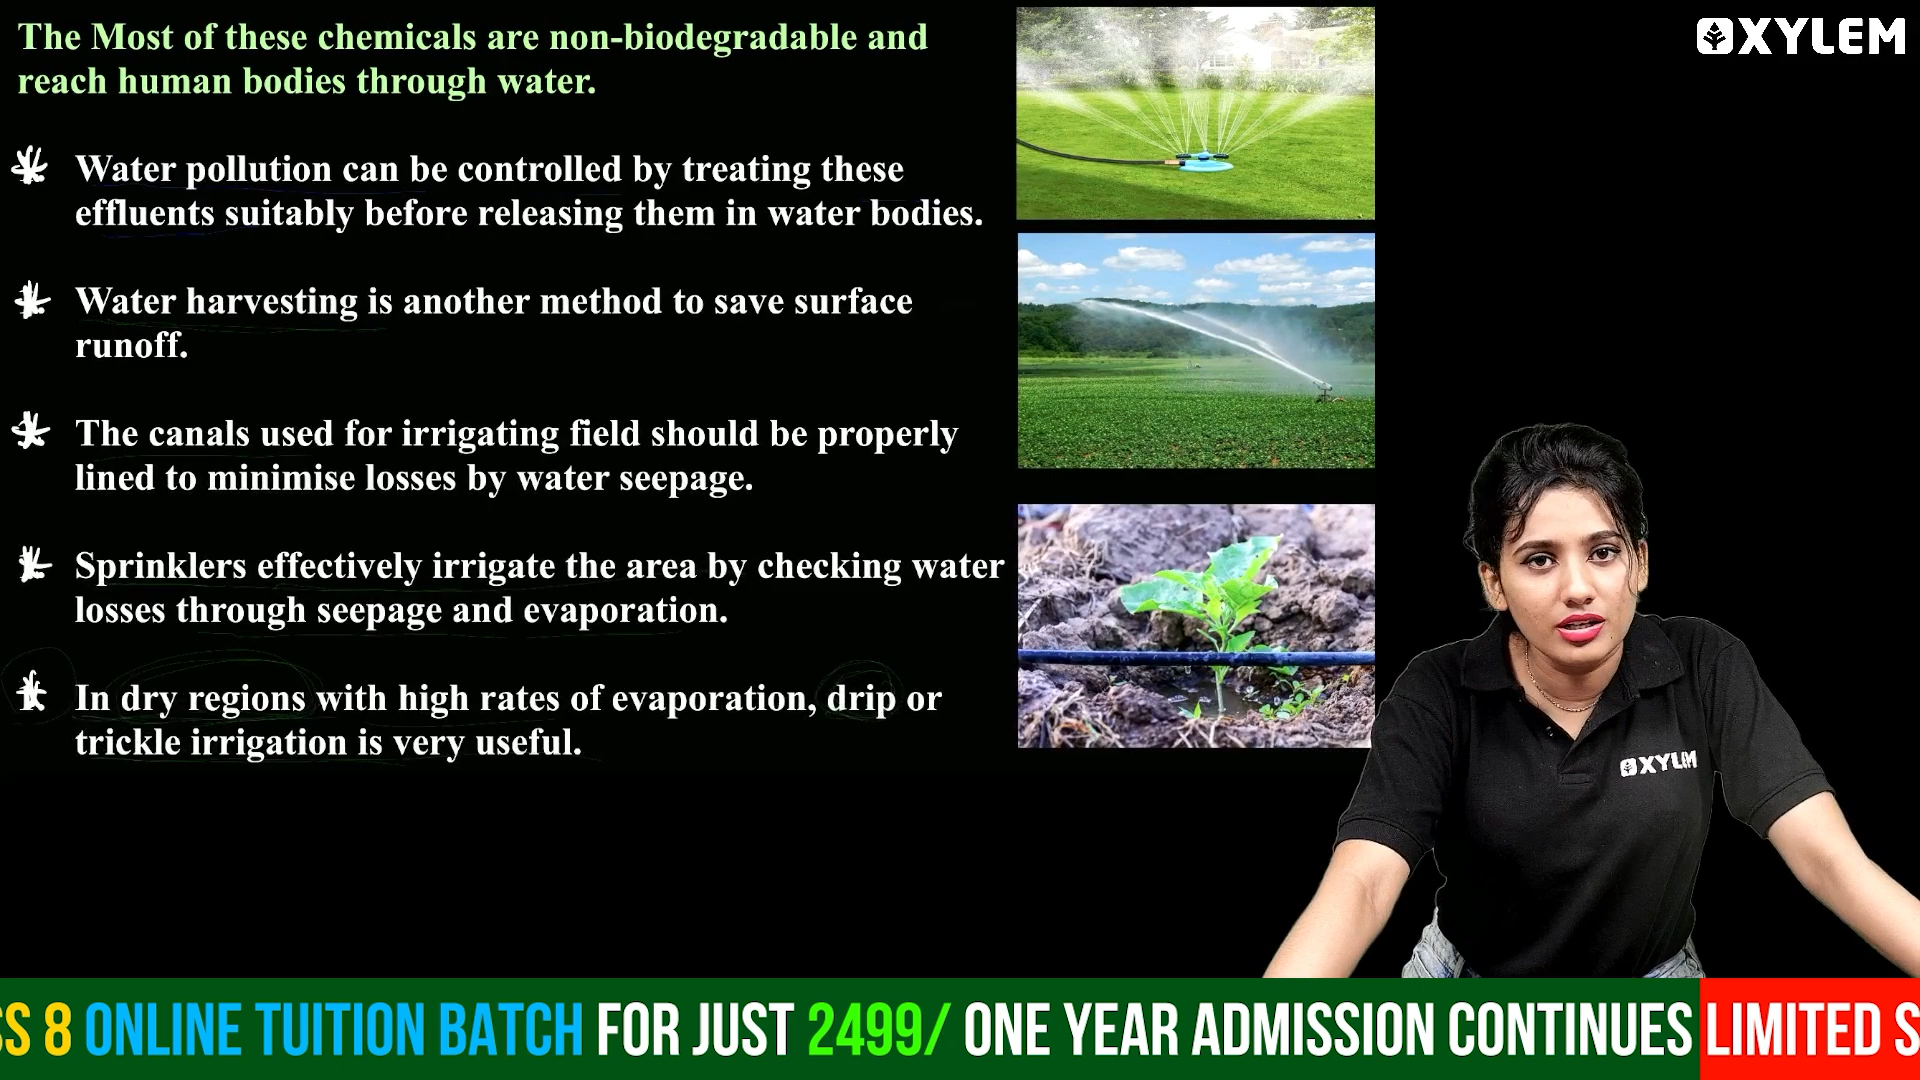 The Most of these chemicals are non-biodegradable and
reach human bodies through water.
Water pollution can be controlled by treating these
effluents suitably before releasing them in water bodies.
Water harvesting is another method to save surface
runoff.
The canals used for irrigating field should be properly
lined to minimise losses by water seepage.
Sprinklers effectively irrigate the area by checking water
losses through seepage and evaporation.
In dry regions with high rates of evaporation, drip or
trickle irrigation is very useful.
OXYLEM
OXYLEM
SS 8 ONLINE TUITION BATCH FOR JUST 2499/ ONE YEAR ADMISSION CONTINUES LIMITED S